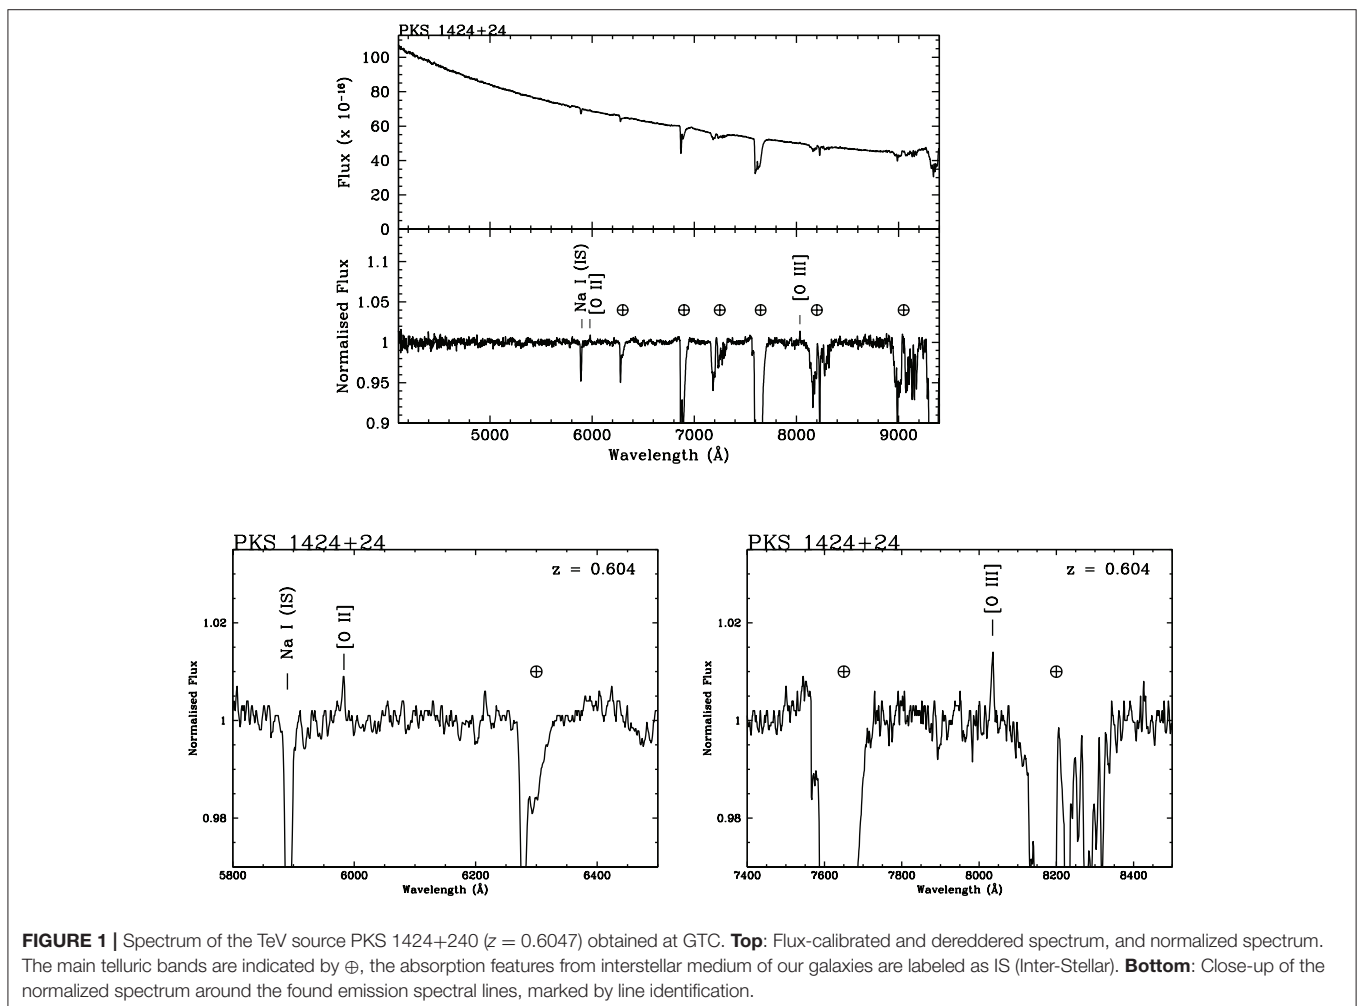 PKS 1424+24
100
80
60
40
20
0
Flux (x 10⁻¹⁶)
1.1
1.05
1
0.95
0.9
Normalised Flux
Na I (IS)
[O II]
⊕ ⊕ ⊕ ⊕ [O III] ⊕ ⊕
5000 6000 7000 8000 9000
Wavelength (Å)
PKS 1424+24
z = 0.604
Na I (IS)
[O II]
⊕
1.02
1
0.98
Normalised Flux
5800 6000 6200 6400
Wavelength (Å)
PKS 1424+24
z = 0.604
[O III]
⊕ ⊕
1.02
1
0.98
Normalised Flux
7400 7600 7800 8000 8200 8400
Wavelength (Å)
FIGURE 1 | Spectrum of the TeV source PKS 1424+240 (z = 0.6047) obtained at GTC. Top: Flux-calibrated and dereddered spectrum, and normalized spectrum.
The main telluric bands are indicated by ⊕, the absorption features from interstellar medium of our galaxies are labeled as IS (Inter-Stellar). Bottom: Close-up of the
normalized spectrum around the found emission spectral lines, marked by line identification.